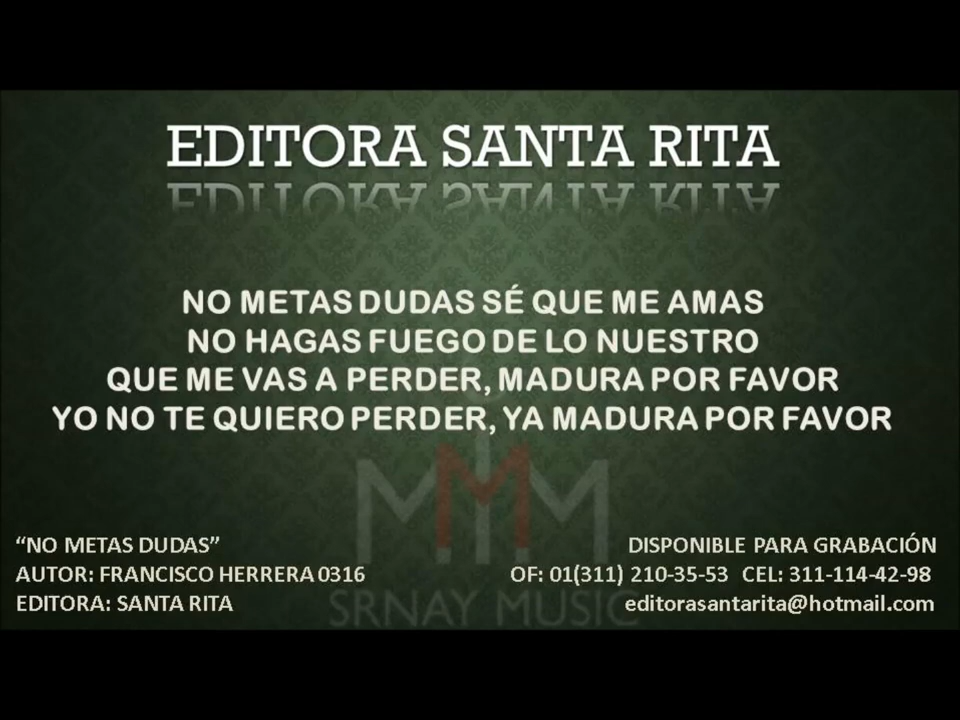 EDITORA SANTA RITA
NO METAS DUDAS SÉ QUE ME AMAS
NO HAGAS FUEGO DE LO NUESTRO
QUE ME VAS A PERDER, MADURA POR FAVOR
YO NO TE QUIERO PERDER, YA MADURA POR FAVOR
“NO METAS DUDAS”
DISPONIBLE PARA GRABACIÓN
AUTOR: FRANCISCO HERRERA 0316
OF: 01(311) 210-35-53 CEL: 311-114-42-98
EDITORA: SANTA RITA
editorasantarita@hotmail.com
SRNAY MUSIC